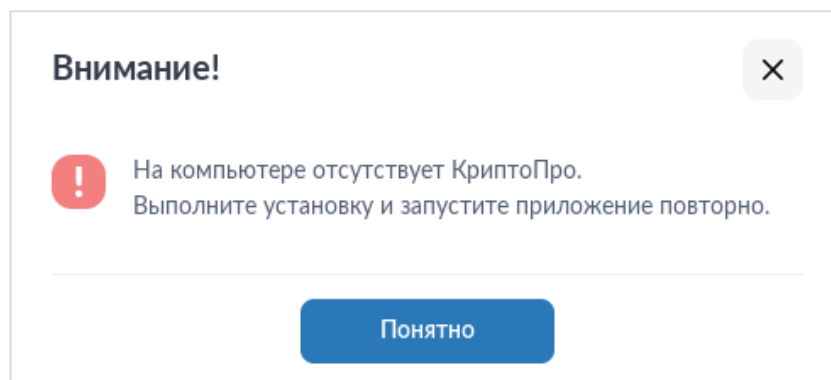 Внимание!
На компьютере отсутствует КриптоПро.
Выполните установку и запустите приложение повторно.
Понятно